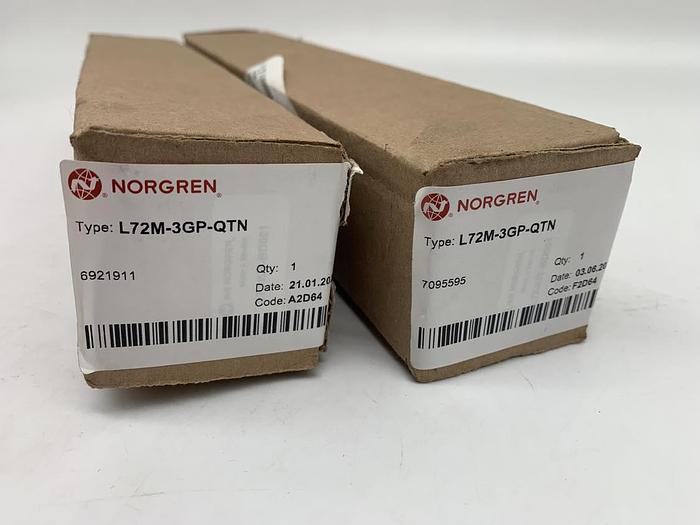 NORGREN
Type: L72M-3GP-QTN
6921911
Qty: 1
Date: 21.01.20
Code: A2D64
NORGREN
Type: L72M-3GP-QTN
7095595
Qty: 1
Date: 03.06.20
Code: F2D64